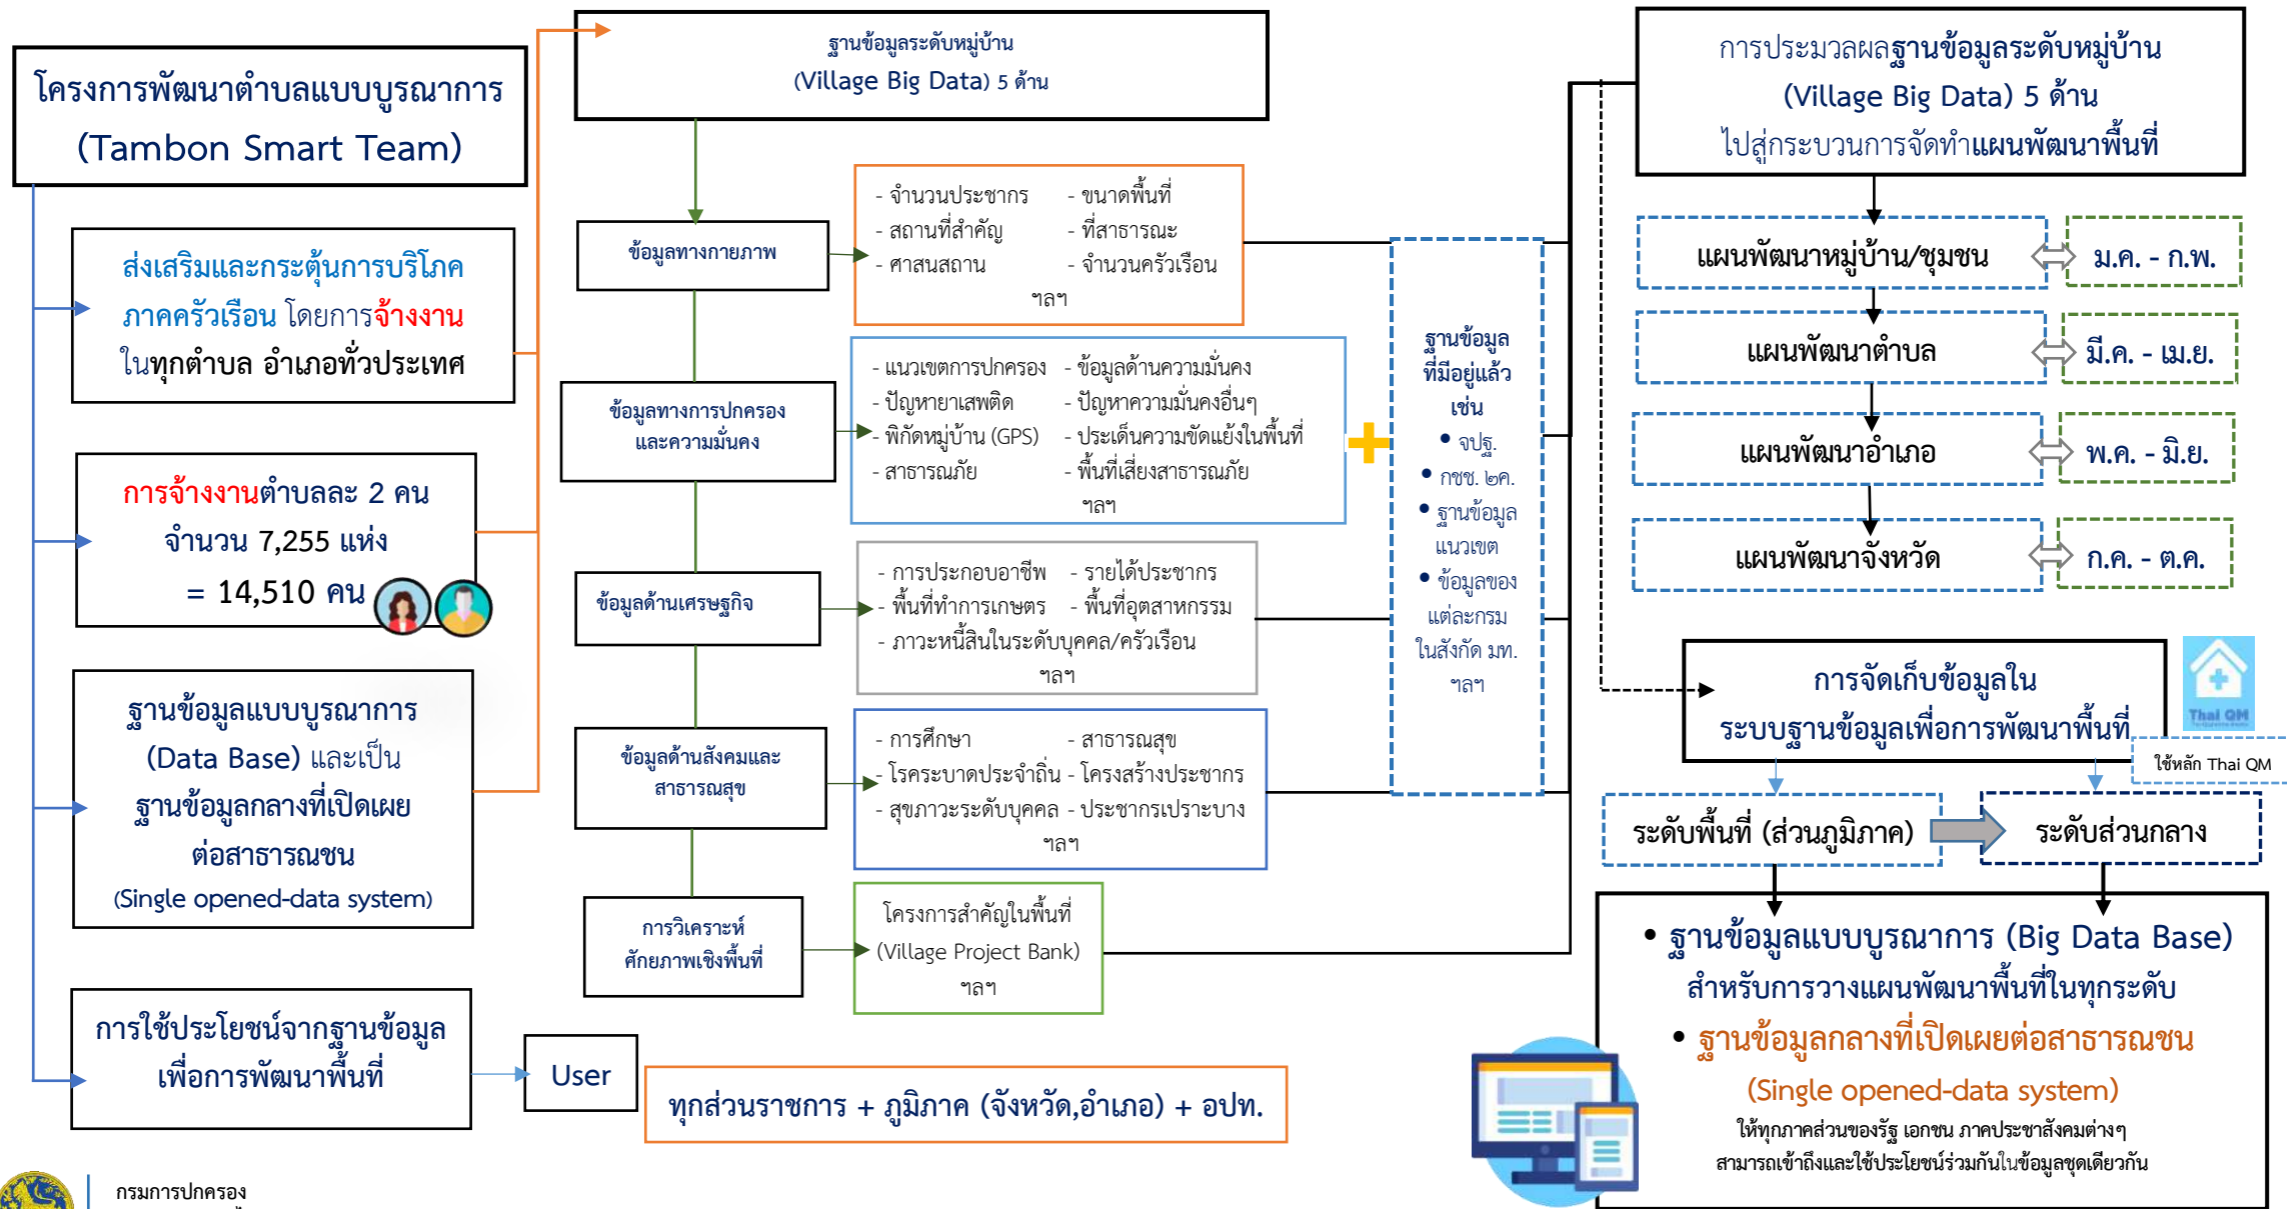 โครงการพัฒนาตำบลแบบบูรณาการ
(Tambon Smart Team)
ส่งเสริมและกระตุ้นการบริโภค
ภาคครัวเรือน โดยการจ้างงาน
ในทุกตำบล อำเภอทั่วประเทศ
การจ้างงานตำบลละ 2 คน
จำนวน 7,255 แห่ง
= 14,510 คน
ฐานข้อมูลแบบบูรณาการ
(Data Base) และเป็น
ฐานข้อมูลกลางที่เปิดเผย
ต่อสาธารณชน
(Single opened-data system)
การใช้ประโยชน์จากฐานข้อมูล
เพื่อการพัฒนาพื้นที่
User
ทุกส่วนราชการ + ภูมิภาค (จังหวัด,อำเภอ) + อปท.
กรมการปกครอง
ฐานข้อมูลระดับหมู่บ้าน
(Village Big Data) 5 ด้าน
ข้อมูลทางกายภาพ
- จำนวนประชากร - ขนาดพื้นที่
- สถานที่สำคัญ - ที่สาธารณะ
- ศาสนสถาน - จำนวนครัวเรือน
ฯลฯ
ข้อมูลทางการปกครอง
และความมั่นคง
- แนวเขตการปกครอง - ข้อมูลด้านความมั่นคง
- ปัญหายาเสพติด - ปัญหาความมั่นคงอื่นๆ
- พิกัดหมู่บ้าน (GPS) - ประเด็นความขัดแย้งในพื้นที่
- สาธารณภัย - พื้นที่เสี่ยงสาธารณภัย
ฯลฯ
ข้อมูลด้านเศรษฐกิจ
- การประกอบอาชีพ - รายได้ประชากร
- พื้นที่ทำการเกษตร - พื้นที่อุตสาหกรรม
- ภาวะหนี้สินในระดับบุคคล/ครัวเรือน
ฯลฯ
ข้อมูลด้านสังคมและ
สาธารณสุข
- การศึกษา - สาธารณสุข
- โรคระบาดประจำถิ่น - โครงสร้างประชากร
- สุขภาวะระดับบุคคล - ประชากรเปราะบาง
ฯลฯ
การวิเคราะห์
ศักยภาพเชิงพื้นที่
โครงการสำคัญในพื้นที่
(Village Project Bank)
ฯลฯ
ฐานข้อมูล
ที่มีอยู่แล้ว
เช่น
• จปฐ.
• กชช. ๒ค.
• ฐานข้อมูล
แนวเขต
• ข้อมูลของ
แต่ละกรม
ในสังกัด มท.
ฯลฯ
การประมวลผลฐานข้อมูลระดับหมู่บ้าน
(Village Big Data) 5 ด้าน
ไปสู่กระบวนการจัดทำแผนพัฒนาพื้นที่
แผนพัฒนาหมู่บ้าน/ชุมชน
ม.ค. - ก.พ.
แผนพัฒนาตำบล
มี.ค. - เม.ย.
แผนพัฒนาอำเภอ
พ.ค. - มิ.ย.
แผนพัฒนาจังหวัด
ก.ค. - ต.ค.
การจัดเก็บข้อมูลใน
ระบบฐานข้อมูลเพื่อการพัฒนาพื้นที่
Thai QM
ใช้หลัก Thai QM
ระดับพื้นที่ (ส่วนภูมิภาค)
ระดับส่วนกลาง
• ฐานข้อมูลแบบบูรณาการ (Big Data Base)
สำหรับการวางแผนพัฒนาพื้นที่ในทุกระดับ
• ฐานข้อมูลกลางที่เปิดเผยต่อสาธารณชน
(Single opened-data system)
ให้ทุกภาคส่วนของรัฐ เอกชน ภาคประชาสังคมต่างๆ
สามารถเข้าถึงและใช้ประโยชน์ร่วมกันในข้อมูลชุดเดียวกัน